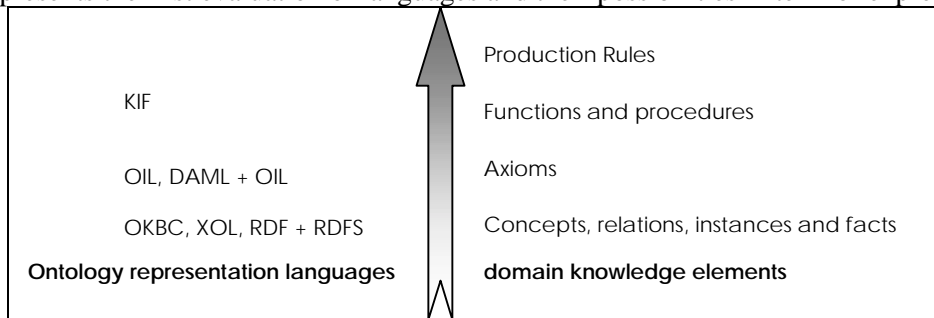 Production Rules
KIF
Functions and procedures
OIL, DAML + OIL
Axioms
OKBC, XOL, RDF + RDFS
Concepts, relations, instances and facts
Ontology representation languages
domain knowledge elements